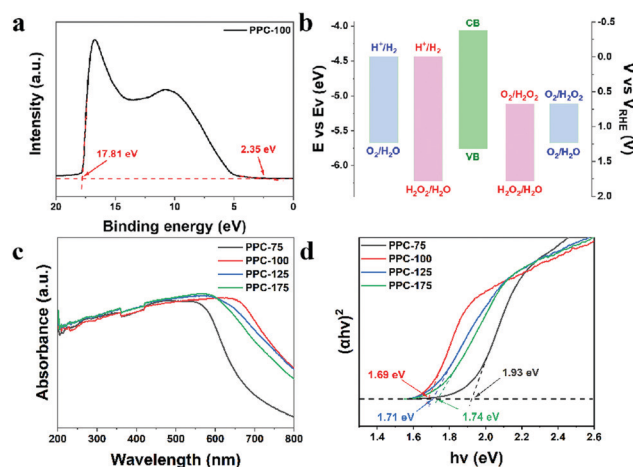 a
PPC-100
Intensity (a.u.)
17.81 eV
2.35 eV
20 15 10 5 0
Binding energy (eV)
b
E vs Ev (eV)
-4.0
-4.5
-5.0
-5.5
-6.0
H⁺/H₂
O₂/H₂O
H⁺/H₂
H₂O₂/H₂O
CB
VB
O₂/H₂O₂
H₂O₂/H₂O
O₂/H₂O₂
O₂/H₂O
-0.5
0.0
0.5
1.0
1.5
2.0
V vs V_RHE (V)
c
PPC-75
PPC-100
PPC-125
PPC-175
Absorbance (a.u.)
200 300 400 500 600 700 800
Wavelength (nm)
d
PPC-75
PPC-100
PPC-125
PPC-175
(αhv)²
1.69 eV
1.93 eV
1.71 eV
1.74 eV
1.4 1.6 1.8 2.0 2.2 2.4 2.6
hv (eV)